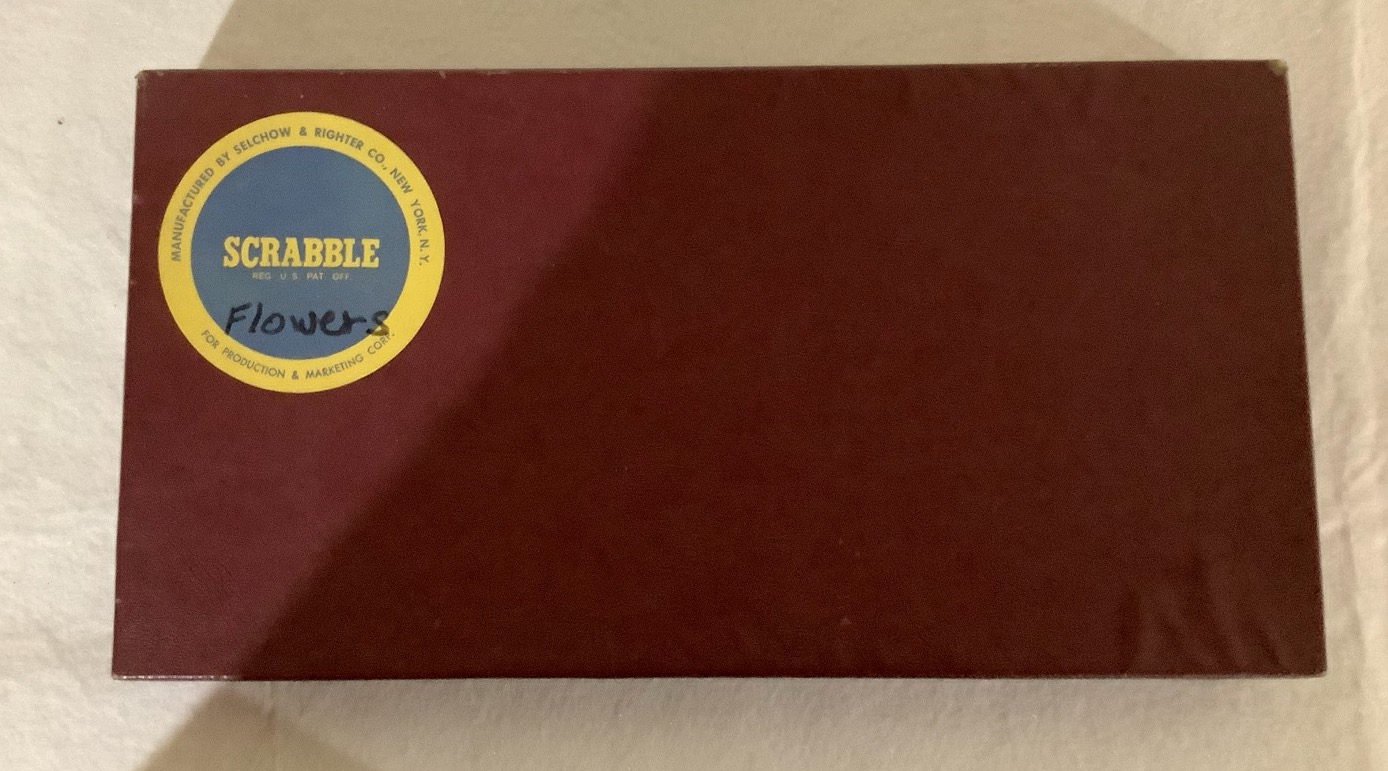 MANUFACTURED BY SELCHOW & RIGHTER CO., NEW YORK, N.Y.
SCRABBLE
REG U S PAT OFF
Flowers
FOR PRODUCTION & MARKETING CORP.